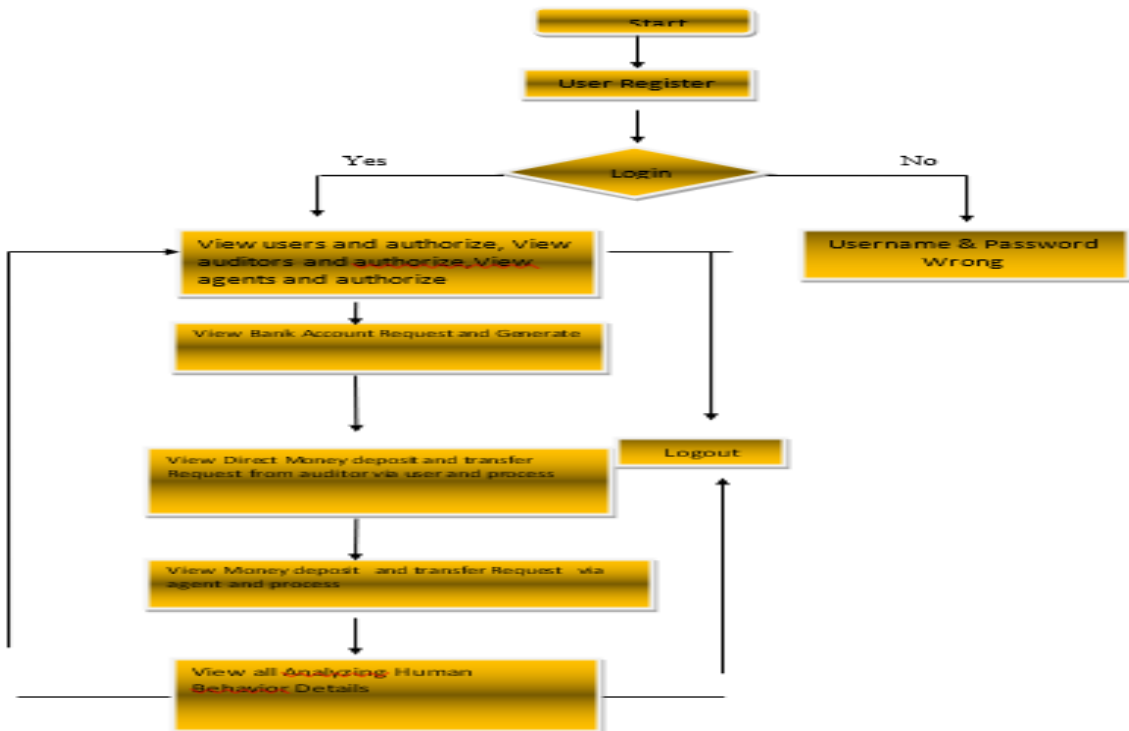 Start
User Register
Yes
No
Login
View users and authorize, View
auditors and authorize,View
agents and authorize
Username & Password
Wrong
View Bank Account Request and Generate
View Direct Money deposit and transfer
Request from auditor via user and process
Logout
View Money deposit and transfer Request via
agent and process
View all Analyzing Human
Behavior Details